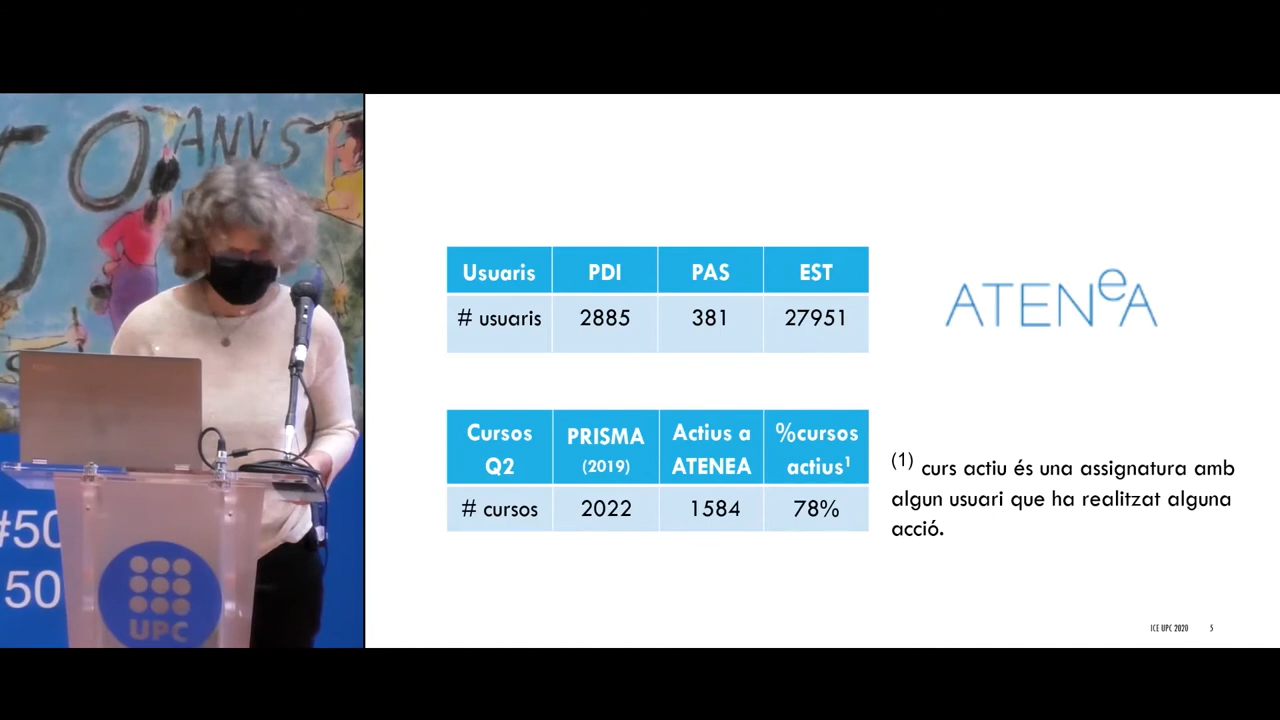 50 ANYS
#50
50
UPC
Usuaris PDI PAS EST
# usuaris 2885 381 27951
ATENeA
Cursos Q2 PRISMA (2019) Actius a ATENEA %cursos actius¹
# cursos 2022 1584 78%
(1) curs actiu és una assignatura amb
algun usuari que ha realitzat alguna
acció.
ICE UPC 2020 5